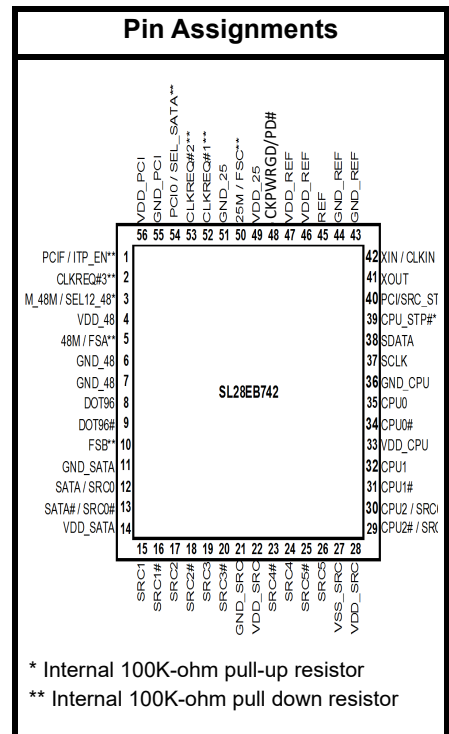 Pin Assignments
VDD_PCI
GND_PCI
PCI0 / SEL_SATA**
CLKREQ#2**
CLKREQ#1**
GND_25
25M / FSC**
VDD_25
CKPWRGD/PD#
VDD_REF
VDD_REF
REF
GND_REF
GND_REF
56 55 54 53 52 51 50 49 48 47 46 45 44 43
PCIF / ITP_EN** 1
CLKREQ#3** 2
M_48M / SEL12_48* 3
VDD_48 4
48M / FSA** 5
GND_48 6
GND_48 7
DOT96 8
DOT96# 9
FSB** 10
GND_SATA 11
SATA / SRC0 12
SATA# / SRC0# 13
VDD_SATA 14
SL28EB742
42 XIN / CLKIN
41 XOUT
40 PCI/SRC_ST
39 CPU_STP#*
38 SDATA
37 SCLK
36 GND_CPU
35 CPU0
34 CPU0#
33 VDD_CPU
32 CPU1
31 CPU1#
30 CPU2 / SRC
29 CPU2# / SRC
15 16 17 18 19 20 21 22 23 24 25 26 27 28
SRC1
SRC1#
SRC2
SRC2#
SRC3
SRC3#
GND_SRC
VDD_SRC
SRC4#
SRC4
SRC5#
SRC5
VSS_SRC
VDD_SRC
* Internal 100K-ohm pull-up resistor
** Internal 100K-ohm pull down resistor